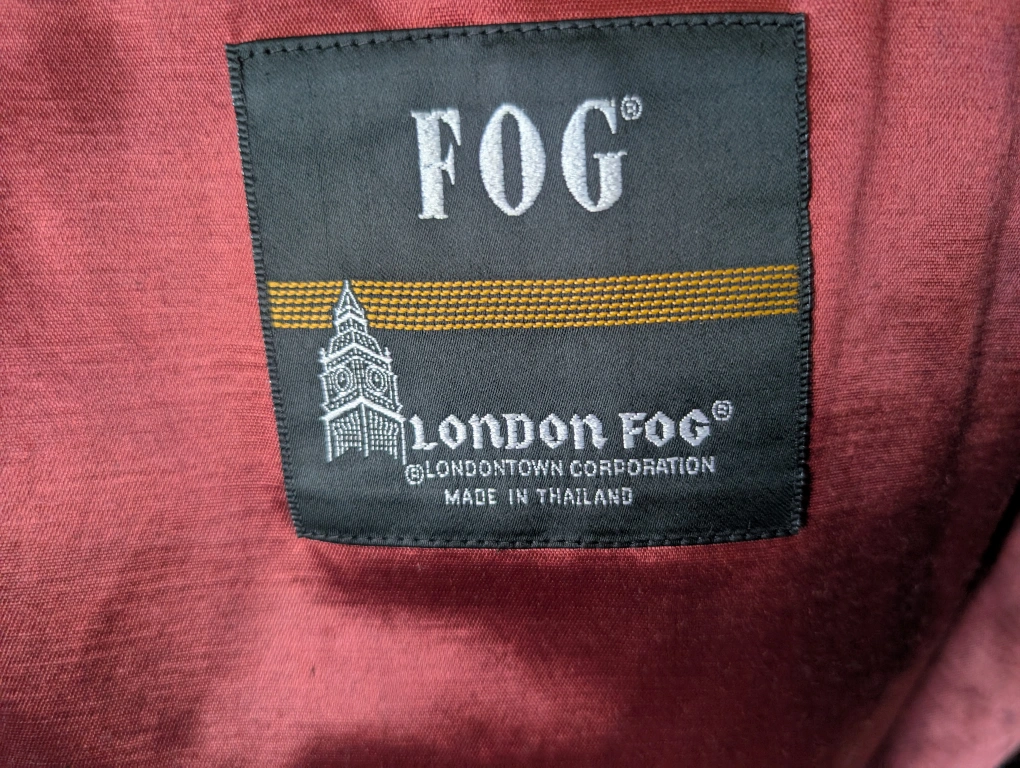 FOG®
LONDON FOG®
®LONDONTOWN CORPORATION
MADE IN THAILAND